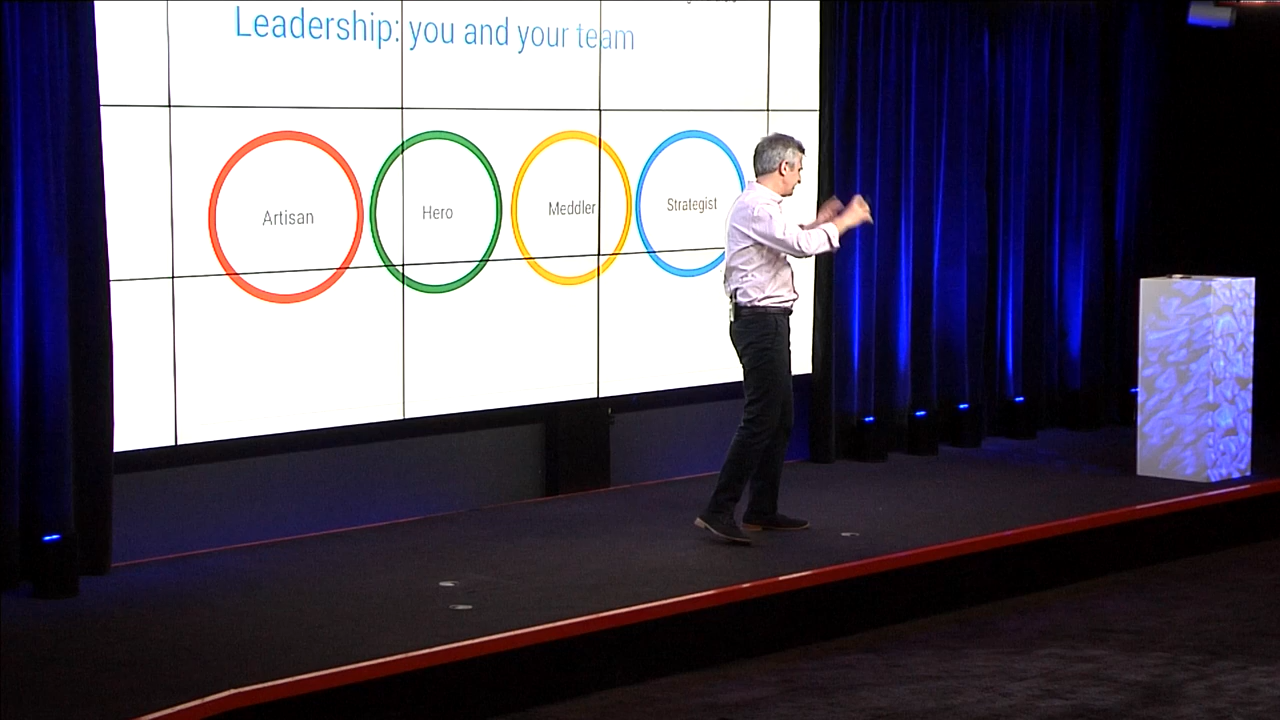 Leadership: you and your team
Artisan
Hero
Meddler
Strategist